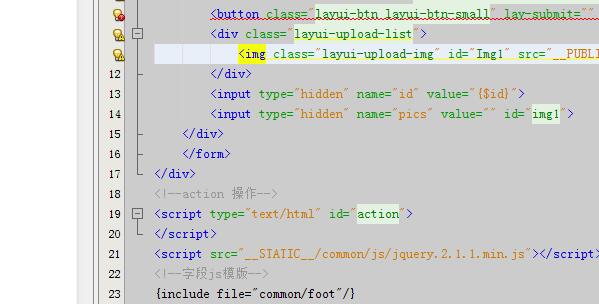 <button class="layui-btn layui-btn-small" lay-submit=""
<div class="layui-upload-list">
<img class="layui-upload-img" id="Img1" src="__PUBLI
12 </div>
13 <input type="hidden" name="id" value="{$id}">
14 <input type="hidden" name="pics" value="" id="img1">
15 </div>
16 </form>
17 </div>
18 <!--action 操作-->
19 <script type="text/html" id="action">
20 </script>
21 <script src="__STATIC__/common/js/jquery.2.1.1.min.js"></script>
22 <!--字段js模版-->
23 {include file="common/foot"/}